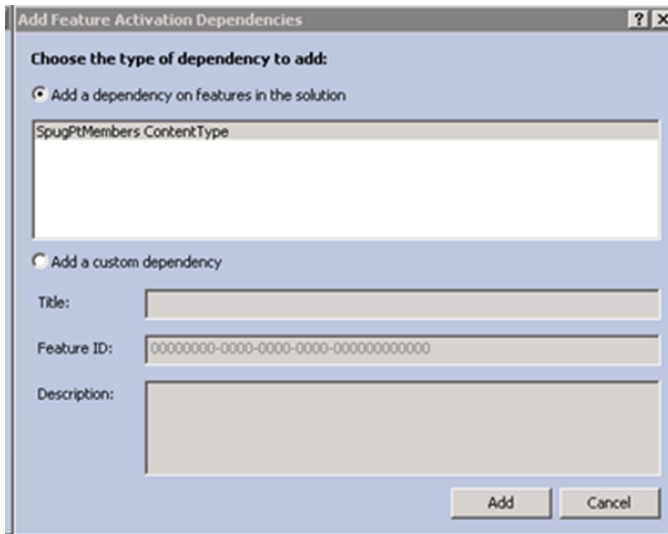 Add Feature Activation Dependencies
Choose the type of dependency to add:
Add a dependency on features in the solution
SpugPtMembers ContentType
Add a custom dependency
Title:
Feature ID: 00000000-0000-0000-0000-000000000000
Description:
Add Cancel